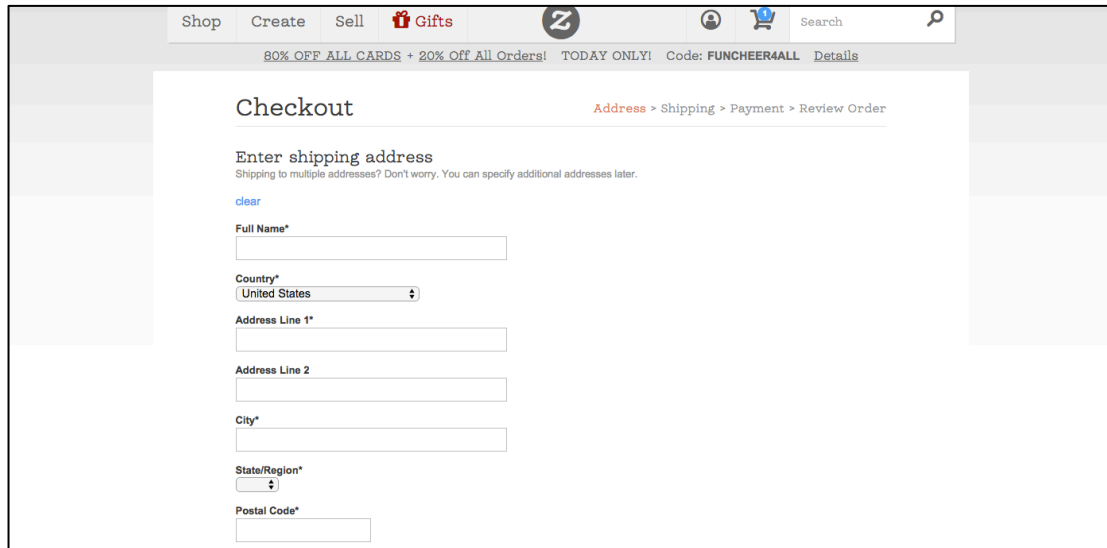 Shop Create Sell Gifts Z 1 Search
80% OFF ALL CARDS + 20% Off All Orders! TODAY ONLY! Code: FUNCHEER4ALL Details
Checkout
Address > Shipping > Payment > Review Order
Enter shipping address
Shipping to multiple addresses? Don't worry. You can specify additional addresses later.
clear
Full Name*
Country*
United States
Address Line 1*
Address Line 2
City*
State/Region*
Postal Code*